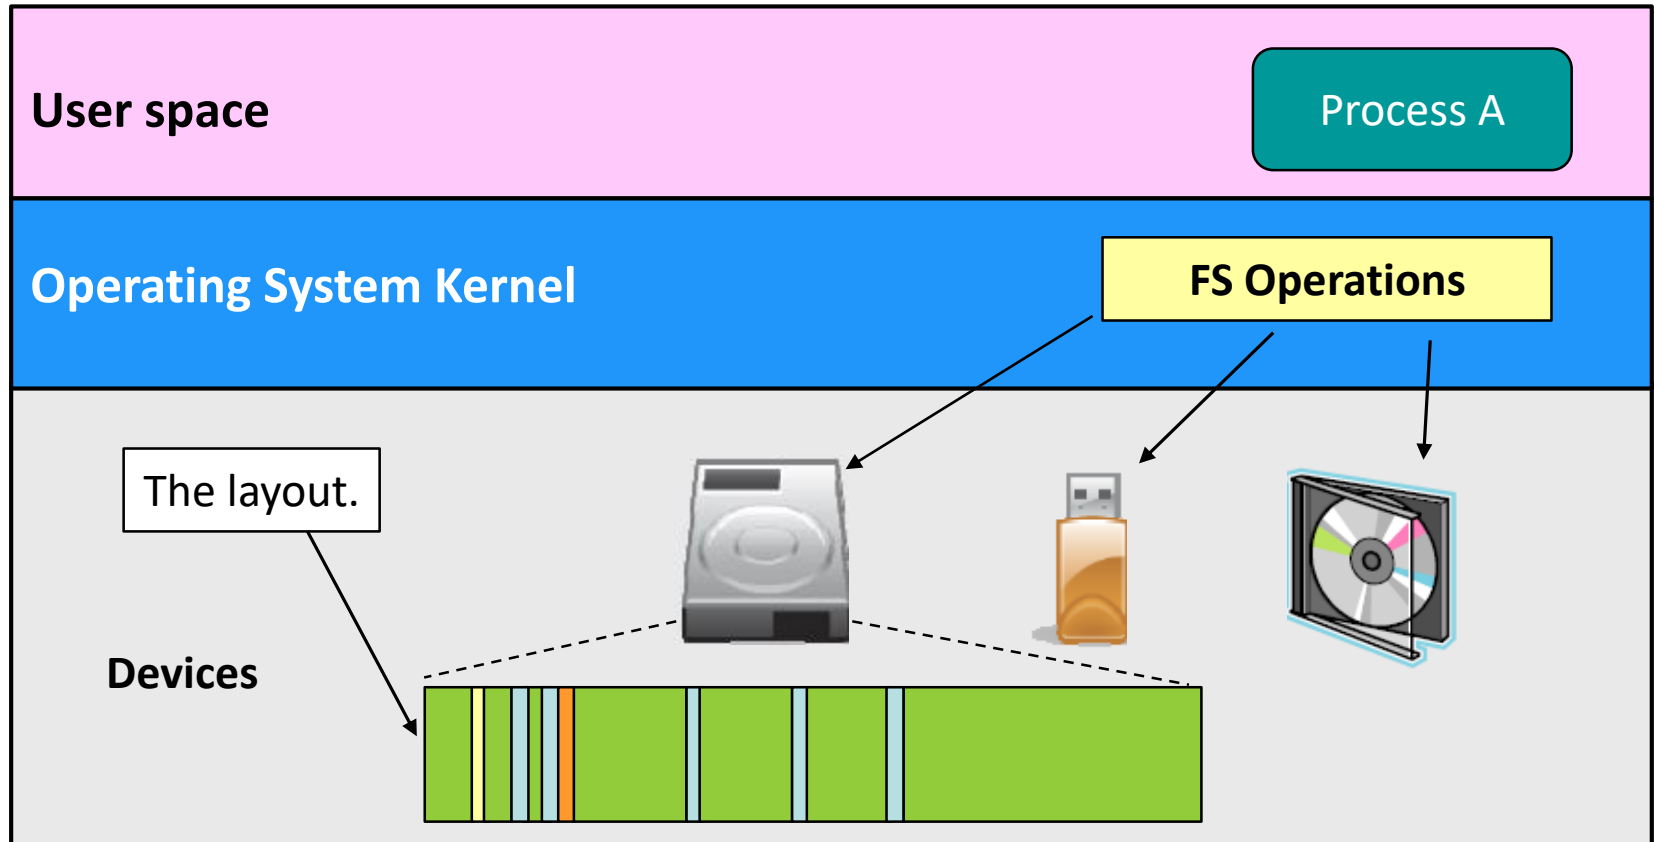 User space
Process A
Operating System Kernel
FS Operations
The layout.
Devices